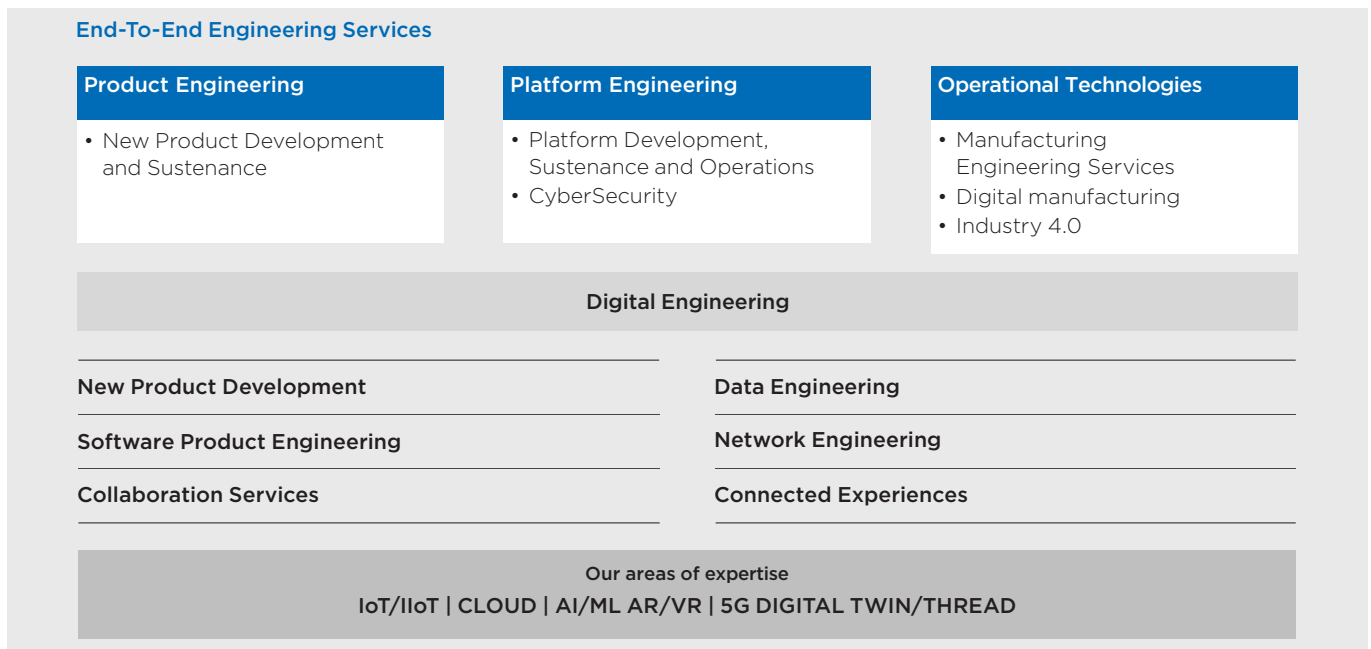 End-To-End Engineering Services
Product Engineering
• New Product Development
and Sustenance
Platform Engineering
• Platform Development,
Sustenance and Operations
• CyberSecurity
Operational Technologies
• Manufacturing
Engineering Services
• Digital manufacturing
• Industry 4.0
Digital Engineering
New Product Development
Software Product Engineering
Collaboration Services
Data Engineering
Network Engineering
Connected Experiences
Our areas of expertise
IoT/IIoT | CLOUD | AI/ML AR/VR | 5G DIGITAL TWIN/THREAD